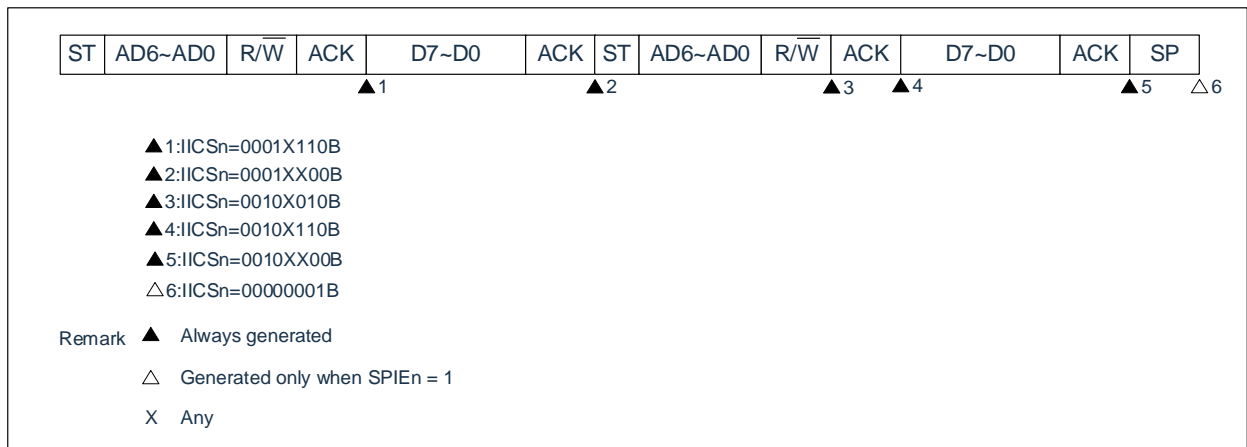 ST AD6~AD0 R/W̅ ACK D7~D0 ACK ST AD6~AD0 R/W̅ ACK D7~D0 ACK SP
▲1 ▲2 ▲3 ▲4 ▲5 △6
▲1:IICSn=0001X110B
▲2:IICSn=0001XX00B
▲3:IICSn=0010X010B
▲4:IICSn=0010X110B
▲5:IICSn=0010XX00B
△6:IICSn=00000001B
Remark ▲ Always generated
△ Generated only when SPIEn = 1
X Any